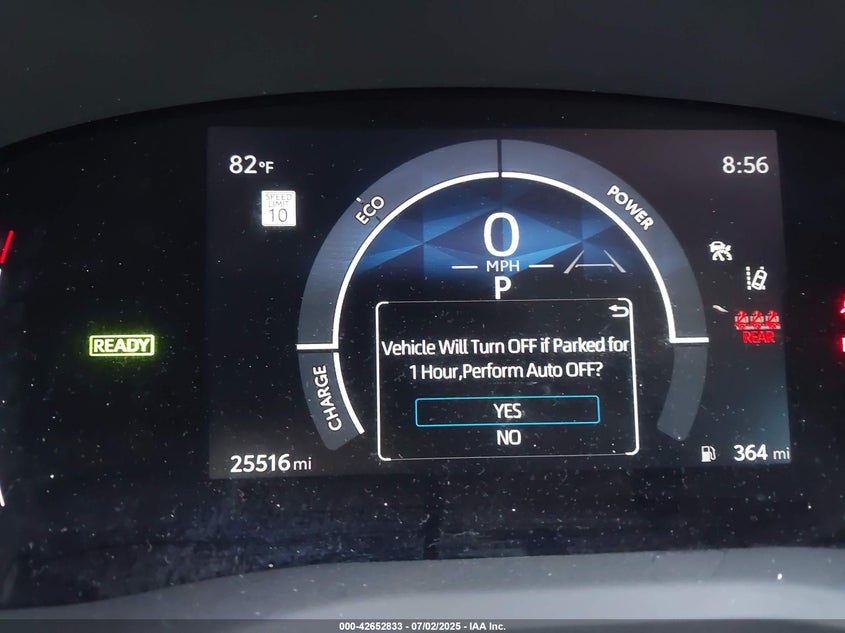 82°F
8:56
SPEED
LIMIT
10
ECO
POWER
0
MPH
P
READY
Vehicle Will Turn OFF if Parked for
1 Hour,Perform Auto OFF?
YES
NO
REAR
CHARGE
25516 mi
364 mi
000-42652833 - 07/02/2025 - IAA Inc.